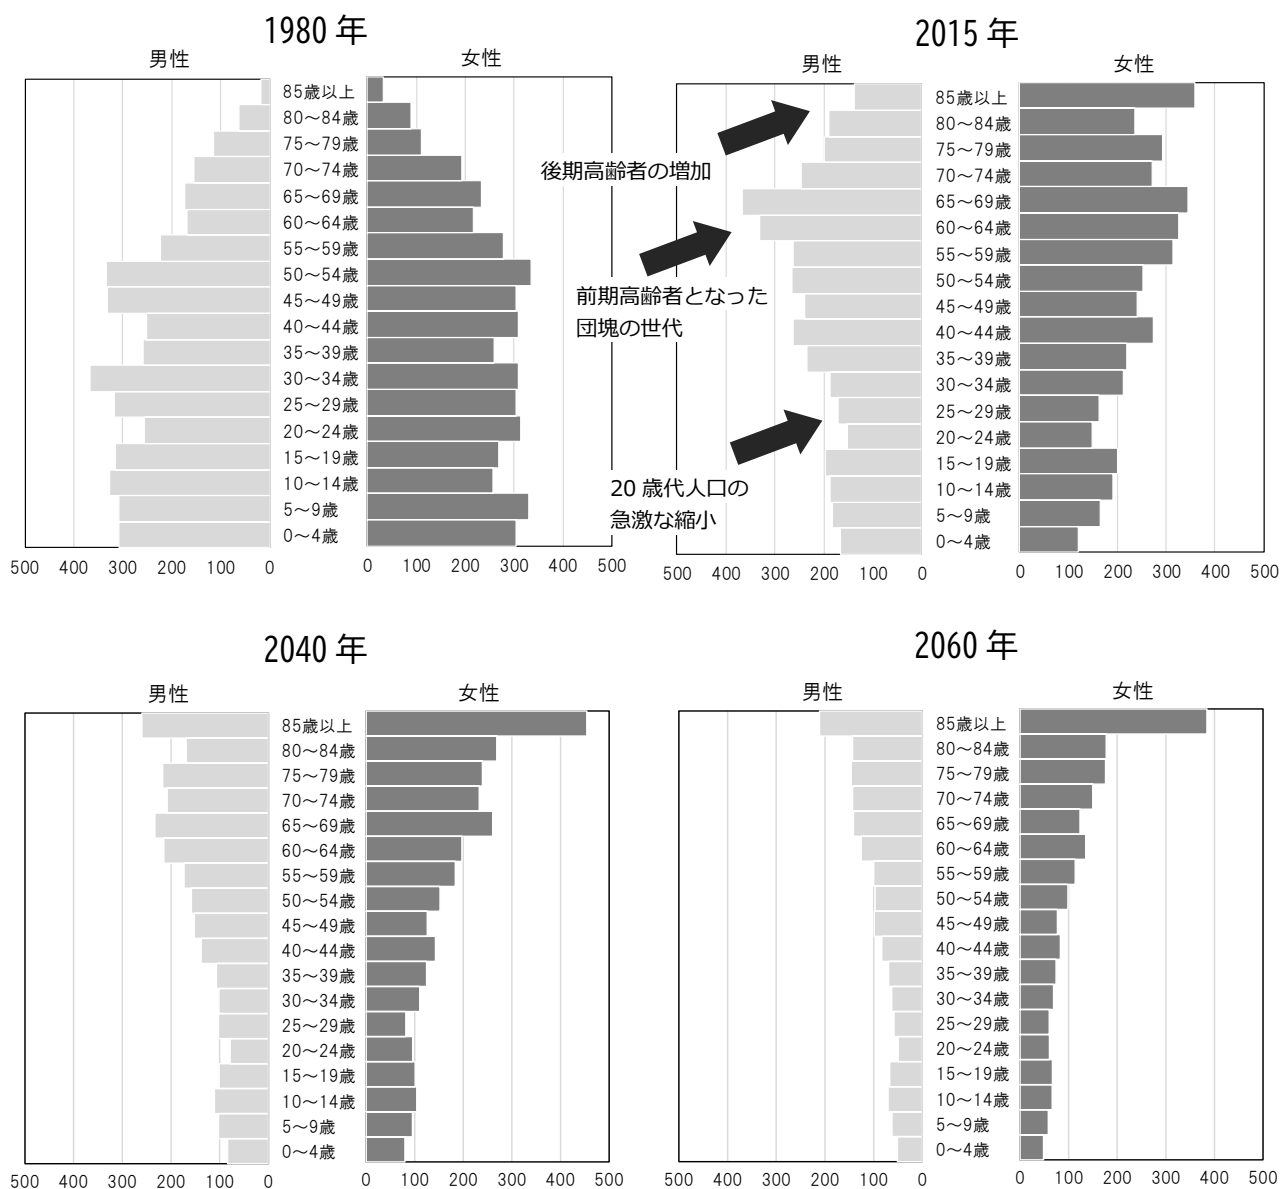 1980 年
男性
女性
85歳以上
80～84歳
75～79歳
70～74歳
65～69歳
60～64歳
55～59歳
50～54歳
45～49歳
40～44歳
35～39歳
30～34歳
25～29歳
20～24歳
15～19歳
10～14歳
5～9歳
0～4歳
500 400 300 200 100 0
0 100 200 300 400 500
2015 年
男性
女性
85歳以上
80～84歳
75～79歳
70～74歳
65～69歳
60～64歳
55～59歳
50～54歳
45～49歳
40～44歳
35～39歳
30～34歳
25～29歳
20～24歳
15～19歳
10～14歳
5～9歳
0～4歳
500 400 300 200 100 0
0 100 200 300 400 500
後期高齢者の増加
前期高齢者となった
団塊の世代
20 歳代人口の
急激な縮小
2040 年
男性
女性
85歳以上
80～84歳
75～79歳
70～74歳
65～69歳
60～64歳
55～59歳
50～54歳
45～49歳
40～44歳
35～39歳
30～34歳
25～29歳
20～24歳
15～19歳
10～14歳
5～9歳
0～4歳
500 400 300 200 100 0
0 100 200 300 400 500
2060 年
男性
女性
85歳以上
80～84歳
75～79歳
70～74歳
65～69歳
60～64歳
55～59歳
50～54歳
45～49歳
40～44歳
35～39歳
30～34歳
25～29歳
20～24歳
15～19歳
10～14歳
5～9歳
0～4歳
500 400 300 200 100 0
0 100 200 300 400 500